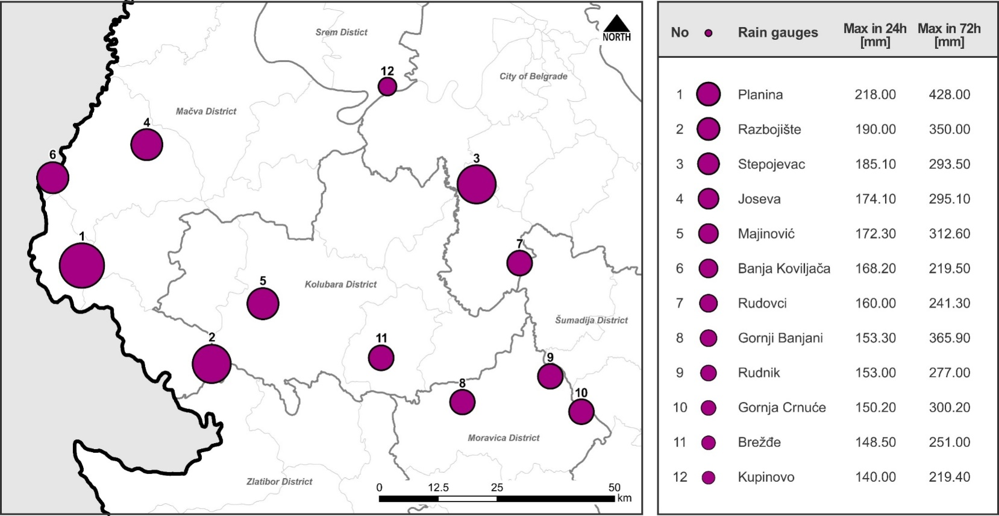 Srem Distict
NORTH
12
City of Belgrade
Mačva District
4
6
3
1
7
5
Kolubara District
Šumadija District
2
11
9
8
10
Moravica District
Zlatibor District
0 12.5 25 50
km
No Rain gauges Max in 24h [mm] Max in 72h [mm]
1 Planina 218.00 428.00
2 Razbojište 190.00 350.00
3 Stepojevac 185.10 293.50
4 Joseva 174.10 295.10
5 Majinović 172.30 312.60
6 Banja Koviljača 168.20 219.50
7 Rudovci 160.00 241.30
8 Gornji Banjani 153.30 365.90
9 Rudnik 153.00 277.00
10 Gornja Crnuće 150.20 300.20
11 Brežđe 148.50 251.00
12 Kupinovo 140.00 219.40